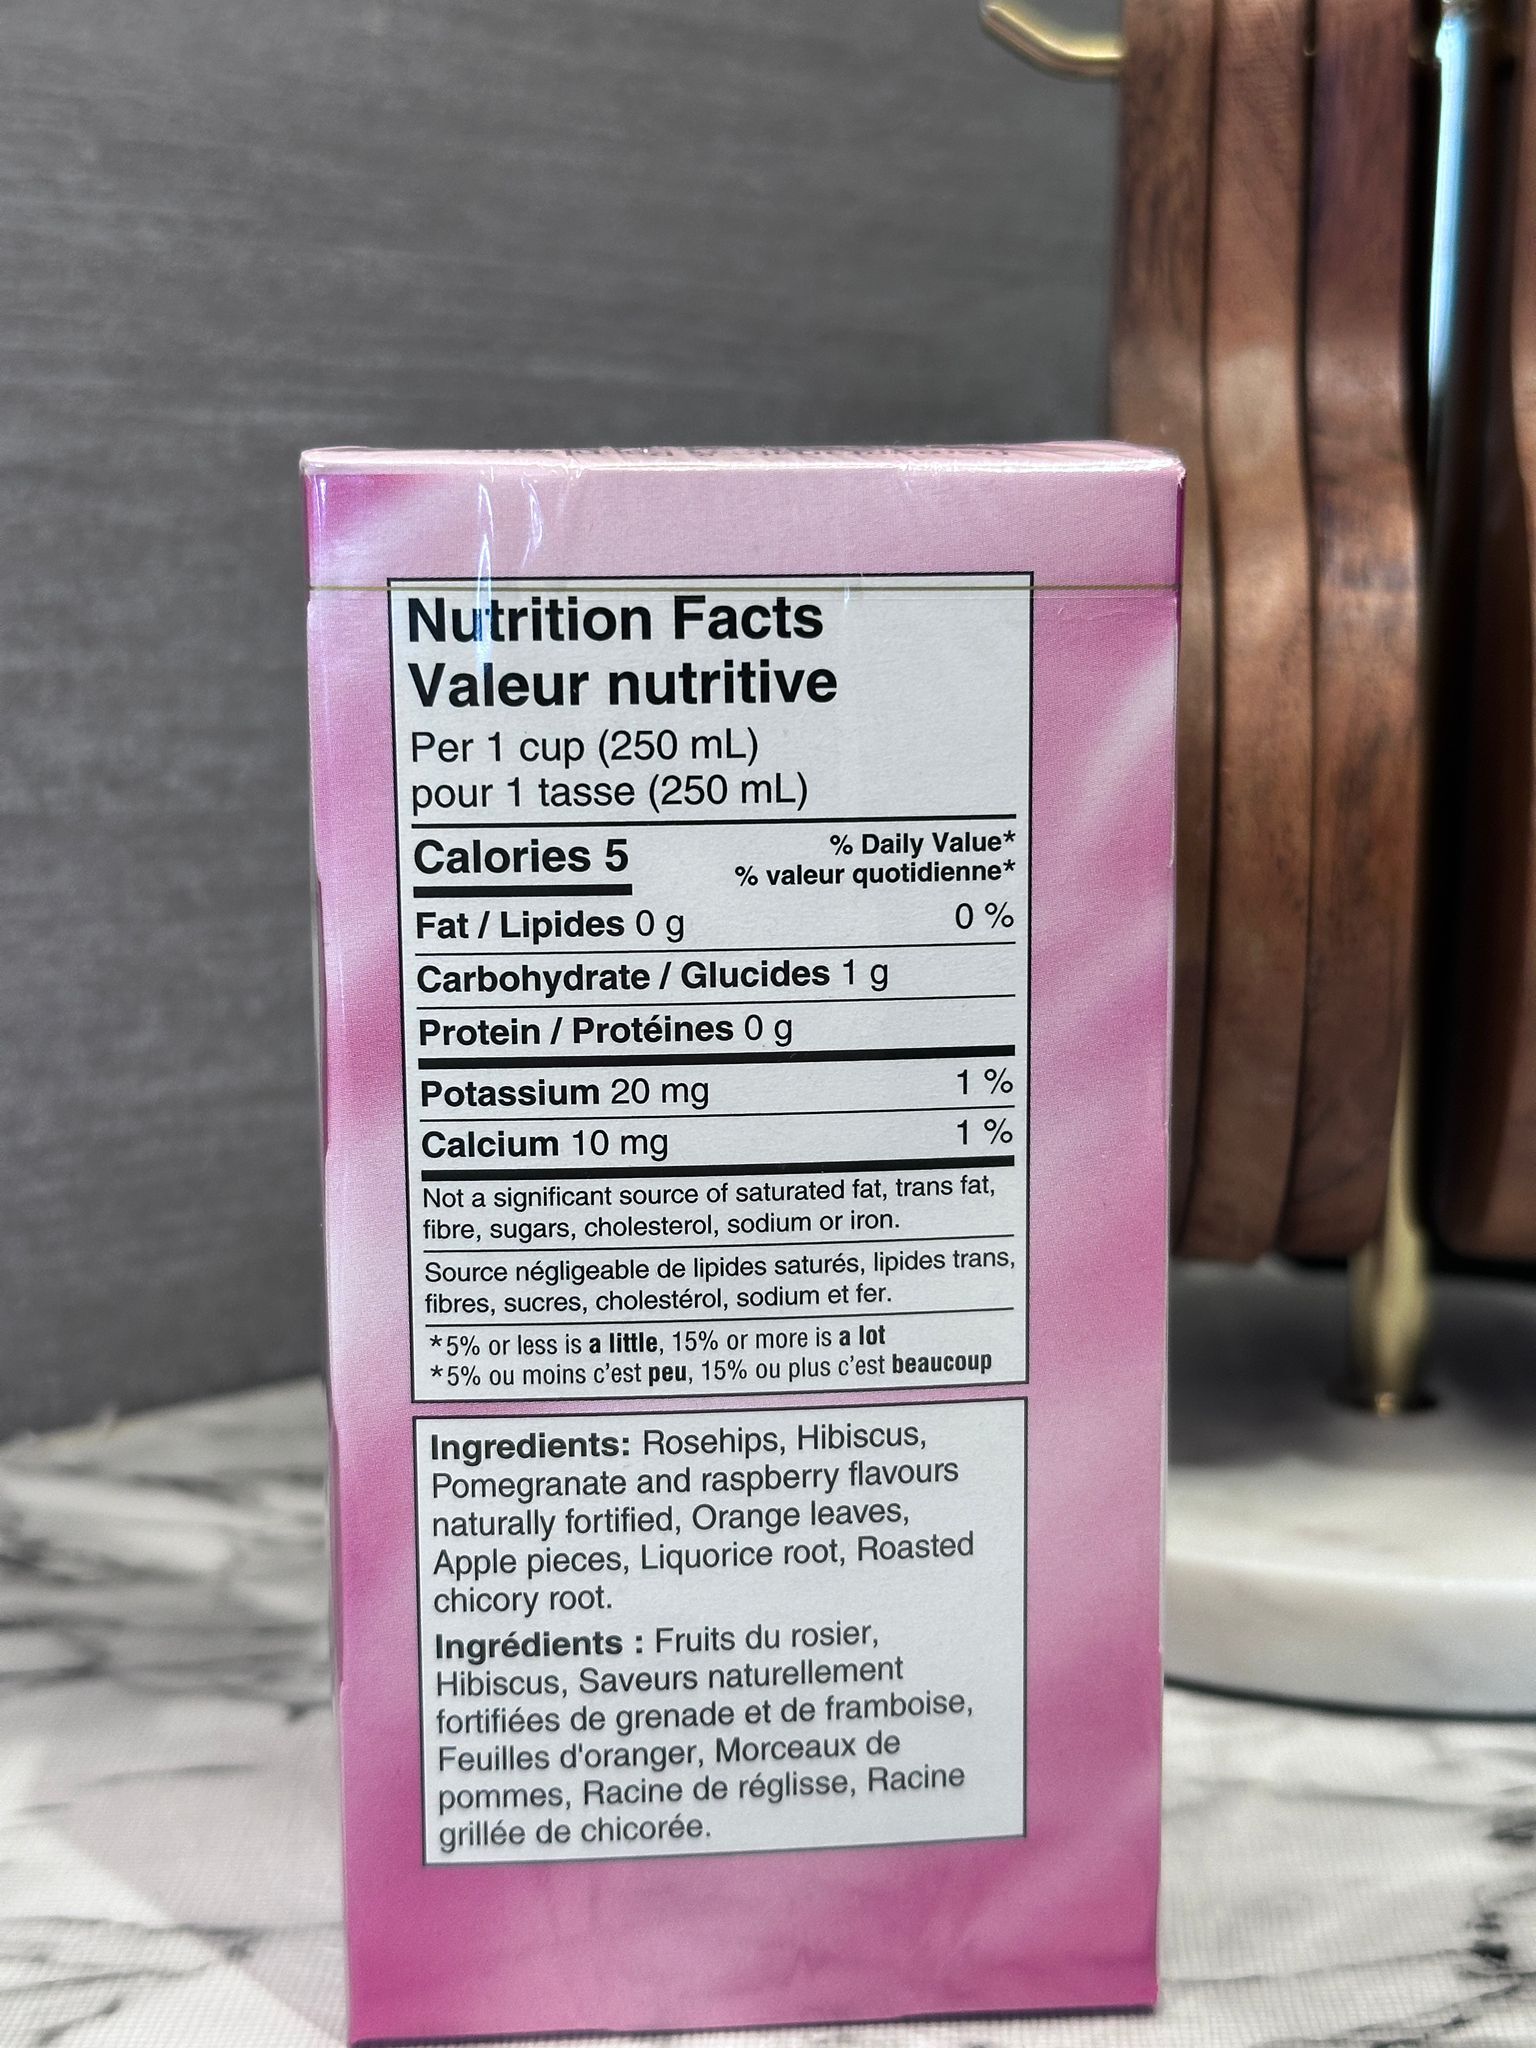 Nutrition Facts
Valeur nutritive
Per 1 cup (250 mL)
pour 1 tasse (250 mL)
Calories 5
% Daily Value*
% valeur quotidienne*
Fat / Lipides 0 g 0 %
Carbohydrate / Glucides 1 g
Protein / Protéines 0 g
Potassium 20 mg 1 %
Calcium 10 mg 1 %
Not a significant source of saturated fat, trans fat,
fibre, sugars, cholesterol, sodium or iron.
Source négligeable de lipides saturés, lipides trans,
fibres, sucres, cholestérol, sodium et fer.
*5% or less is a little, 15% or more is a lot
*5% ou moins c'est peu, 15% ou plus c'est beaucoup
Ingredients: Rosehips, Hibiscus,
Pomegranate and raspberry flavours
naturally fortified, Orange leaves,
Apple pieces, Liquorice root, Roasted
chicory root.
Ingrédients : Fruits du rosier,
Hibiscus, Saveurs naturellement
fortifiées de grenade et de framboise,
Feuilles d'oranger, Morceaux de
pommes, Racine de réglisse, Racine
grillée de chicorée.